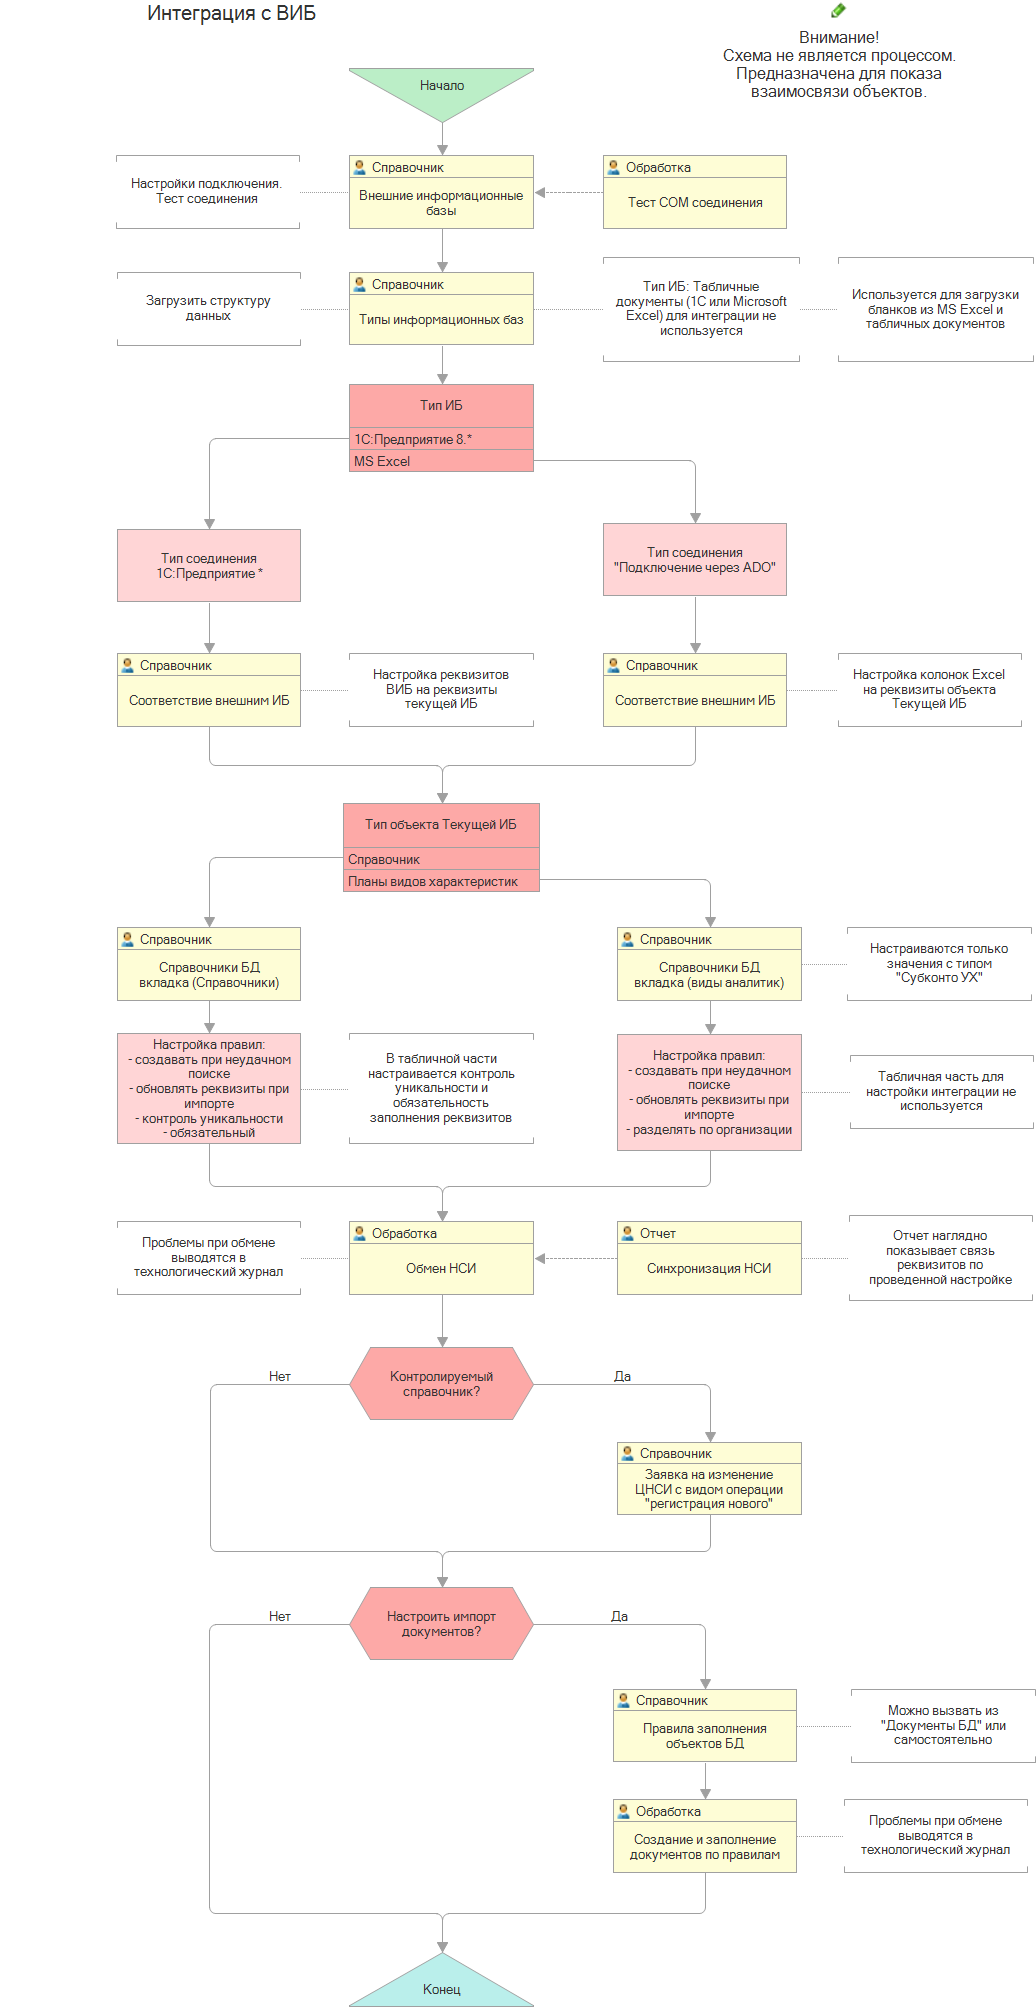 Интеграция с ВИБ
Внимание!
Схема не является процессом.
Предназначена для показа
взаимосвязи объектов.
Начало
Настройки подключения.
Тест соединения
Справочник
Внешние информационные
базы
Обработка
Тест COM соединения
Загрузить структуру
данных
Справочник
Типы информационных баз
Тип ИБ: Табличные
документы (1С или Microsoft
Excel) для интеграции не
используется
Используется для загрузки
бланков из MS Excel и
табличных документов
Тип ИБ
1С:Предприятие 8.*
MS Excel
Тип соединения
1С:Предприятие *
Тип соединения
"Подключение через ADO"
Справочник
Соответствие внешним ИБ
Настройка реквизитов
ВИБ на реквизиты
текущей ИБ
Справочник
Соответствие внешним ИБ
Настройка колонок Excel
на реквизиты объекта
Текущей ИБ
Тип объекта Текущей ИБ
Справочник
Планы видов характеристик
Справочник
Справочники БД
вкладка (Справочники)
Справочник
Справочники БД
вкладка (виды аналитик)
Настраиваются только
значения с типом
"Субконто УХ"
Настройка правил:
- создавать при неудачном
поиске
- обновлять реквизиты при
импорте
- контроль уникальности
- обязательный
В табличной части
настраивается контроль
уникальности и
обязательность
заполнения реквизитов
Настройка правил:
- создавать при неудачном
поиске
- обновлять реквизиты при
импорте
- разделять по организации
Табличная часть для
настройки интеграции не
используется
Проблемы при обмене
выводятся в
технологический журнал
Обработка
Обмен НСИ
Отчет
Синхронизация НСИ
Отчет наглядно
показывает связь
реквизитов по
проведенной настройке
Контролируемый
справочник?
Нет
Да
Справочник
Заявка на изменение
ЦНСИ с видом операции
"регистрация нового"
Настроить импорт
документов?
Нет
Да
Справочник
Правила заполнения
объектов БД
Можно вызвать из
"Документы БД" или
самостоятельно
Обработка
Создание и заполнение
документов по правилам
Проблемы при обмене
выводятся в
технологический журнал
Конец